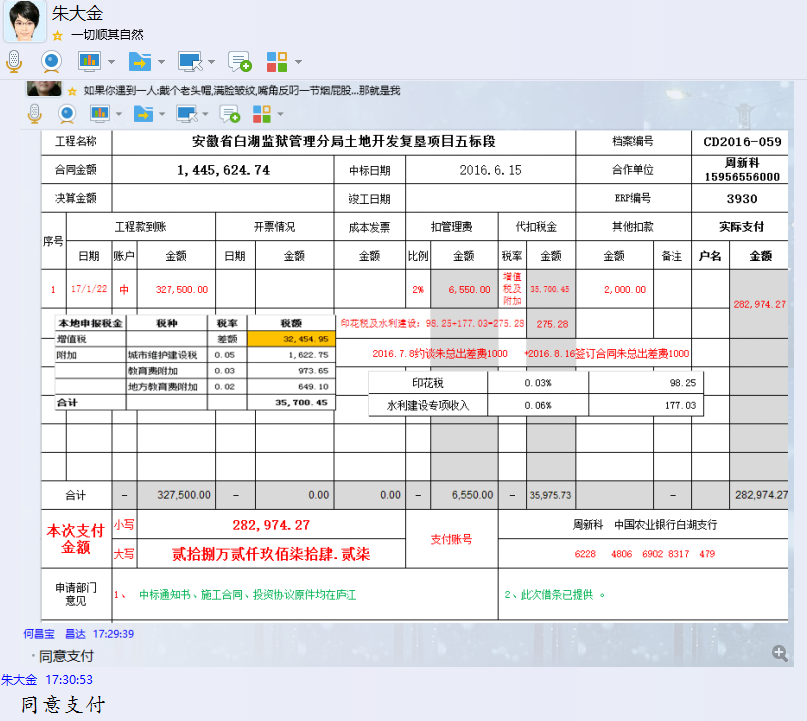 朱大金
一切顺其自然
如果你遇到一人:戴个老头帽,满脸皱纹,嘴角反叼一节烟屁股...那就是我
工程名称 安徽省白湖监狱管理分局土地开发复垦项目五标段 档案编号 CD2016-059
合同金额 1,445,624.74 中标日期 2016.6.15 合作单位 周新科 15956556000
决算金额 竣工日期 ERP编号 3930
序号 工程款到账 开票情况 成本发票 扣管理费 代扣税金 其他扣款 实际支付
日期 账户 金额 日期 金额 金额 比例 金额 税率 金额 金额 备注 户名 金额
1 17/1/22 中 327,500.00 2% 6,550.00 增值税及附加 35,700.45 2,000.00 282,974.27
本地申报税金 税种 税率 税额
增值税 差额 32,454.95
附加 城市维护建设税 0.05 1,622.75
教育费附加 0.03 973.65
地方教育费附加 0.02 649.10
合计 35,700.45
印花税及水利建设: 98.25+177.03=275.28 275.28
2016.7.8约谈朱总出差费1000 +2016.8.16签订合同朱总出差费1000
印花税 0.03% 98.25
水利建设专项收入 0.06% 177.03
合计 – 327,500.00 – 0.00 0.00 – 6,550.00 – 35,975.73 – 282,974.27
本次支付金额 小写 282,974.27 支付账号 周新科 中国农业银行白湖支行
大写 贰拾捌万贰仟玖佰柒拾肆.贰柒 6228 4806 6902 8317 479
申请部门意见 1、 中标通知书、施工合同、投资协议原件均在庐江 2、此次借条已提供 。
何昌宝 昌达 17:29:39
同意支付
朱大金 17:30:53
同意支付